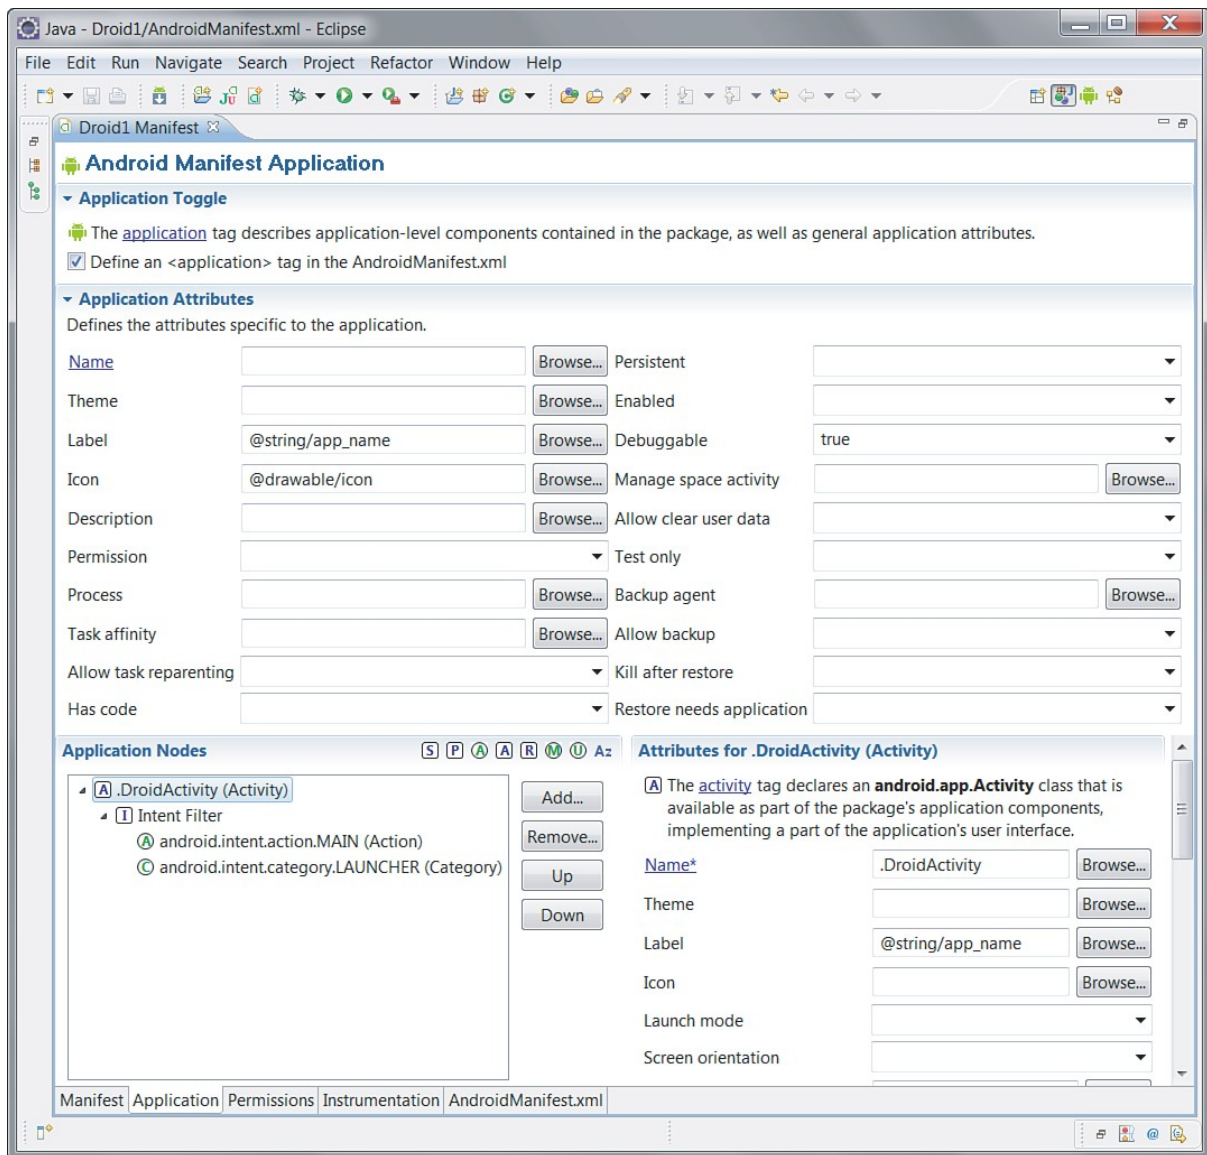 Java - Droid1/AndroidManifest.xml - Eclipse
File Edit Run Navigate Search Project Refactor Window Help
Droid1 Manifest
Android Manifest Application
Application Toggle
The application tag describes application-level components contained in the package, as well as general application attributes.
Define an <application> tag in the AndroidManifest.xml
Application Attributes
Defines the attributes specific to the application.
Name Browse... Persistent
Theme Browse... Enabled
Label @string/app_name Browse... Debuggable true
Icon @drawable/icon Browse... Manage space activity Browse...
Description Browse... Allow clear user data
Permission Test only
Process Browse... Backup agent Browse...
Task affinity Browse... Allow backup
Allow task reparenting Kill after restore
Has code Restore needs application
Application Nodes S P A A R M U Az
.DroidActivity (Activity)
Intent Filter
android.intent.action.MAIN (Action)
android.intent.category.LAUNCHER (Category)
Add...
Remove...
Up
Down
Attributes for .DroidActivity (Activity)
A The activity tag declares an android.app.Activity class that is
available as part of the package's application components,
implementing a part of the application's user interface.
Name* .DroidActivity Browse...
Theme Browse...
Label @string/app_name Browse...
Icon Browse...
Launch mode
Screen orientation
Manifest Application Permissions Instrumentation AndroidManifest.xml